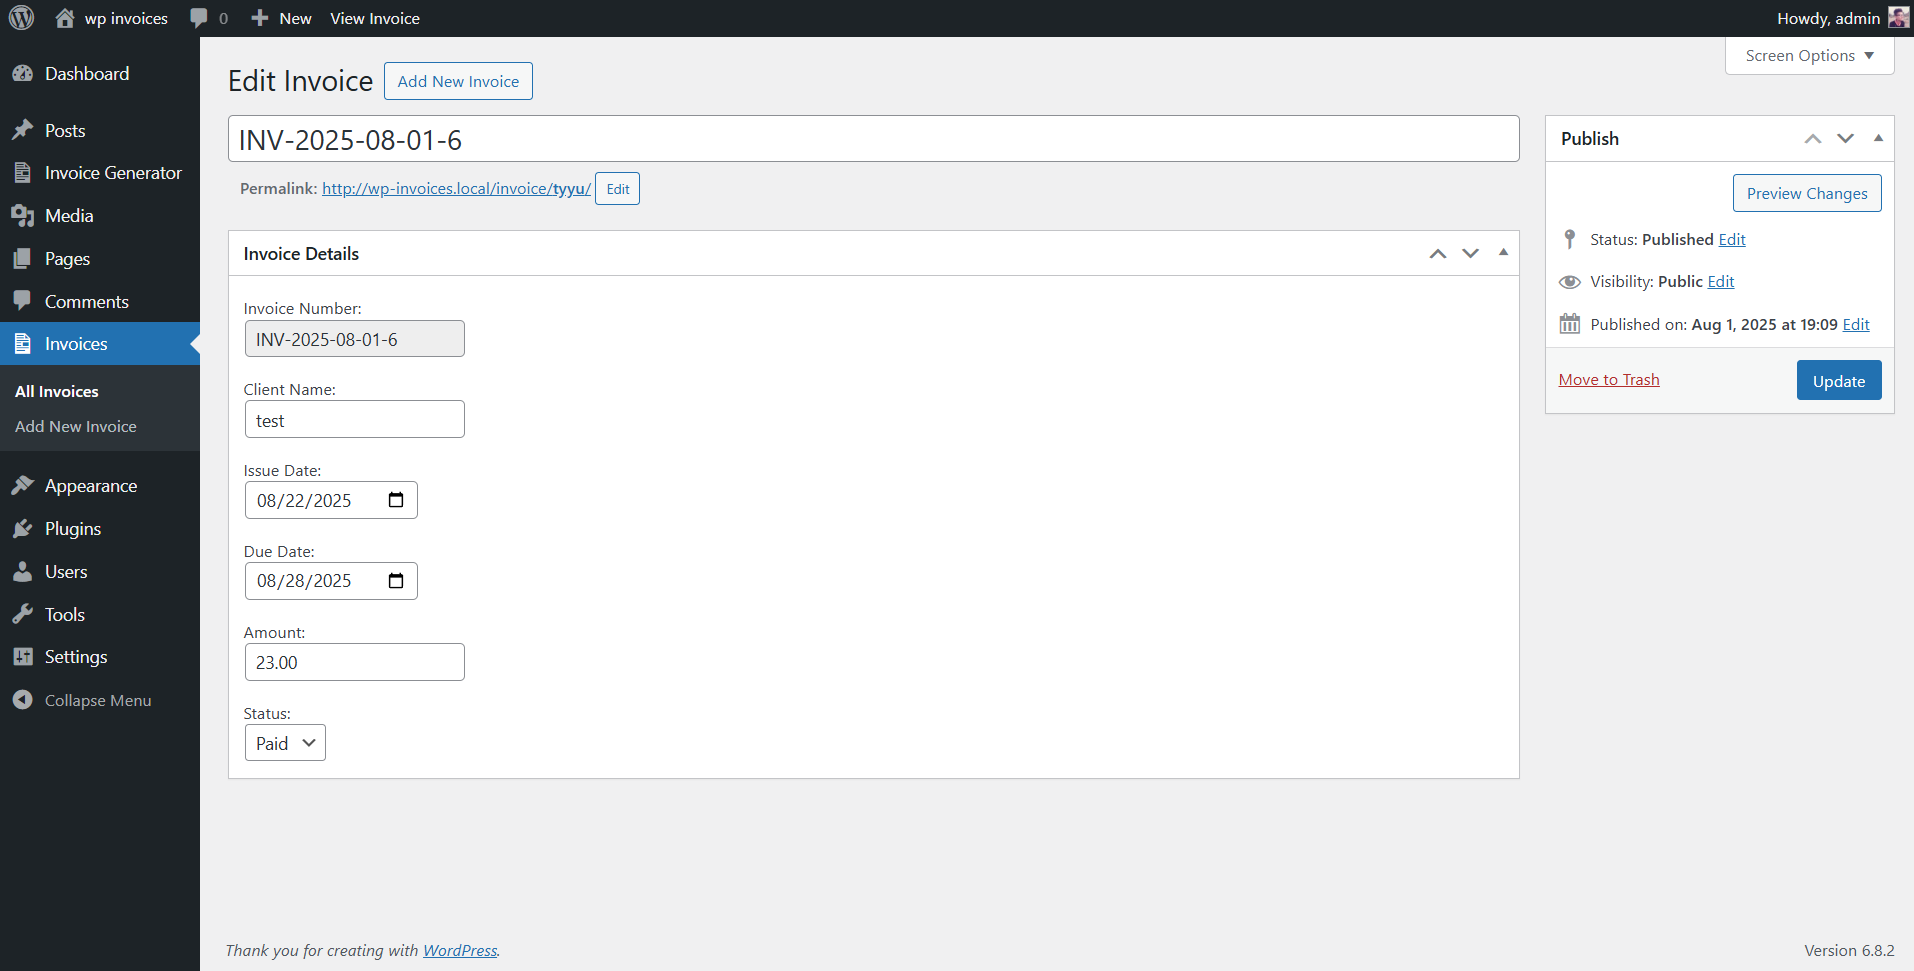 wp invoices 0 New View Invoice Howdy, admin
Screen Options
Dashboard
Posts
Invoice Generator
Media
Pages
Comments
Invoices
All Invoices
Add New Invoice
Appearance
Plugins
Users
Tools
Settings
Collapse Menu
Edit Invoice Add New Invoice
INV-2025-08-01-6
Permalink: http://wp-invoices.local/invoice/tyyu/ Edit
Invoice Details
Invoice Number:
INV-2025-08-01-6
Client Name:
test
Issue Date:
08/22/2025
Due Date:
08/28/2025
Amount:
23.00
Status:
Paid
Publish
Preview Changes
Status: Published Edit
Visibility: Public Edit
Published on: Aug 1, 2025 at 19:09 Edit
Move to Trash Update
Thank you for creating with WordPress. Version 6.8.2